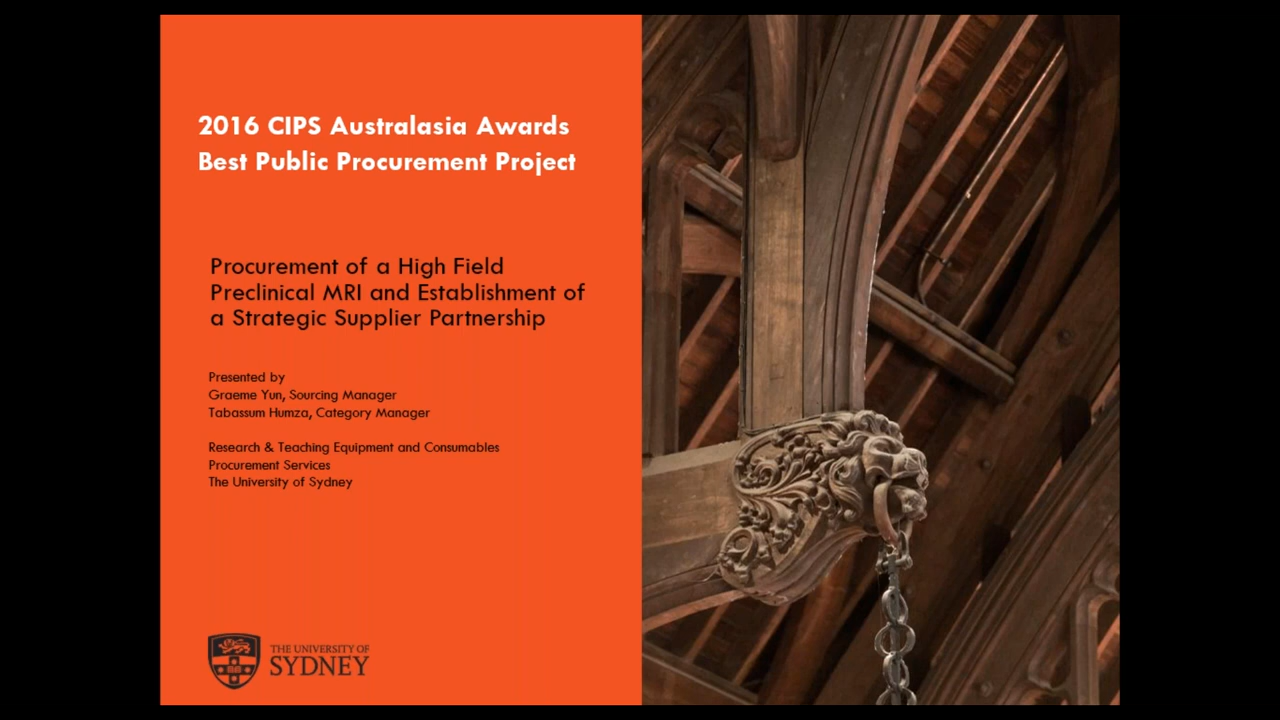 2016 CIPS Australasia Awards
Best Public Procurement Project
Procurement of a High Field
Preclinical MRI and Establishment of
a Strategic Supplier Partnership
Presented by
Graeme Yun, Sourcing Manager
Tabassum Humza, Category Manager
Research & Teaching Equipment and Consumables
Procurement Services
The University of Sydney
THE UNIVERSITY OF
SYDNEY